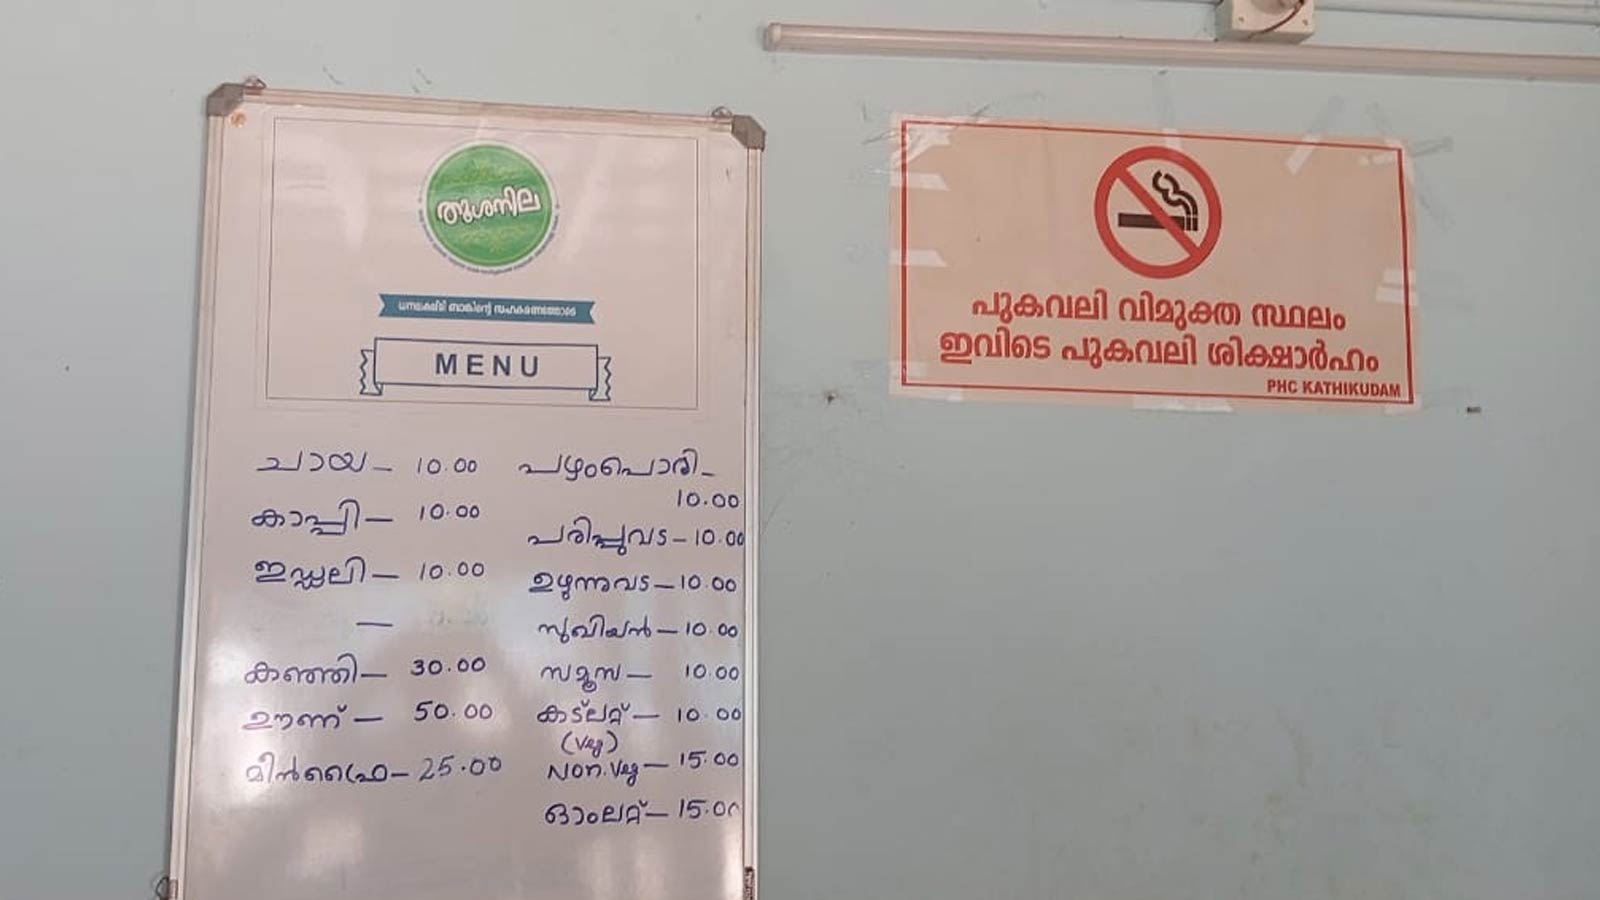 തൂശനില
ധനലക്ഷ്മി ബാങ്കിന്റെ സഹകരണത്തോടെ
MENU
ചായ - 10.00
കാപ്പി - 10.00
ഇഡ്ഡലി - 10.00
—
കഞ്ഞി - 30.00
ഊണ് - 50.00
മീൻഫ്രൈ - 25.00
പഴംപൊരി -
10.00
പരിപ്പുവട - 10.00
ഉഴുന്നുവട - 10.00
സുഖിയൻ - 10.00
സമൂസ - 10.00
കട്ലറ്റ് - 10.00
(Veg)
Non.Veg - 15.00
ഓംലറ്റ് - 15.00
പുകവലി വിമുക്ത സ്ഥലം
ഇവിടെ പുകവലി ശിക്ഷാർഹം
PHC KATHIKUDAM